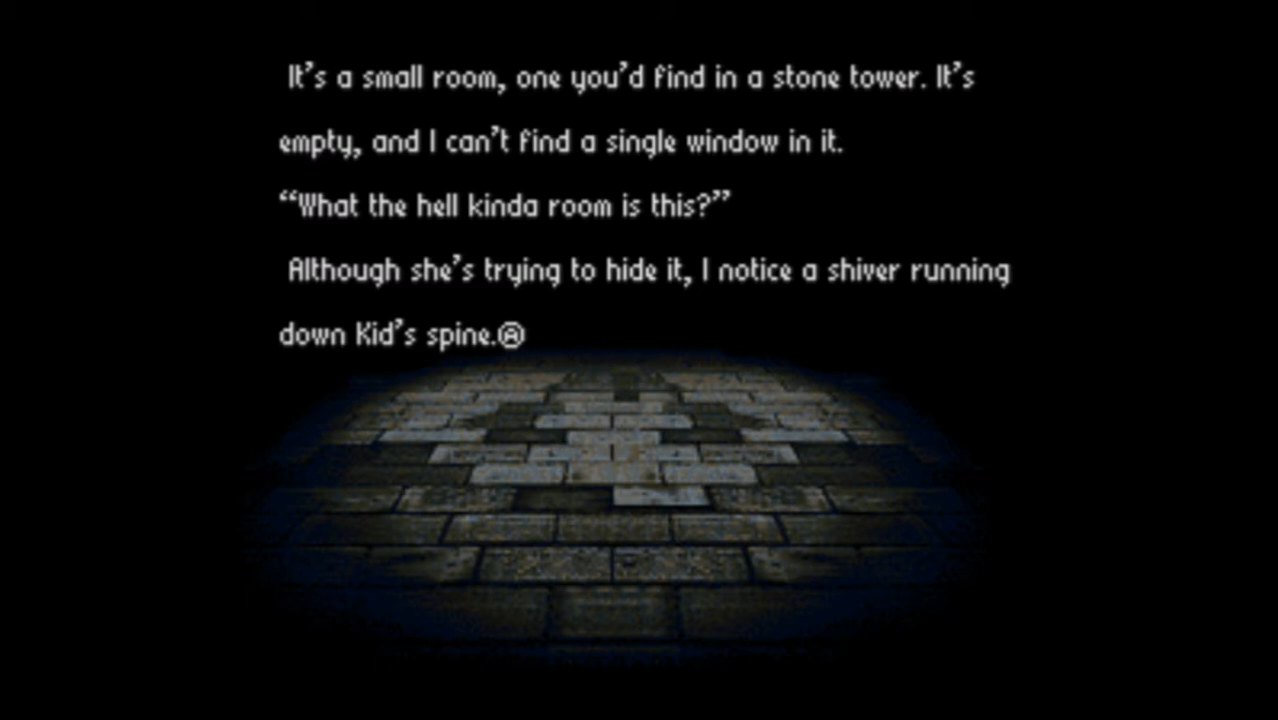 It’s a small room, one you’d find in a stone tower. It’s
empty, and I can’t find a single window in it.
“What the hell kinda room is this?”
Although she’s trying to hide it, I notice a shiver running
down Kid’s spine.Ⓐ